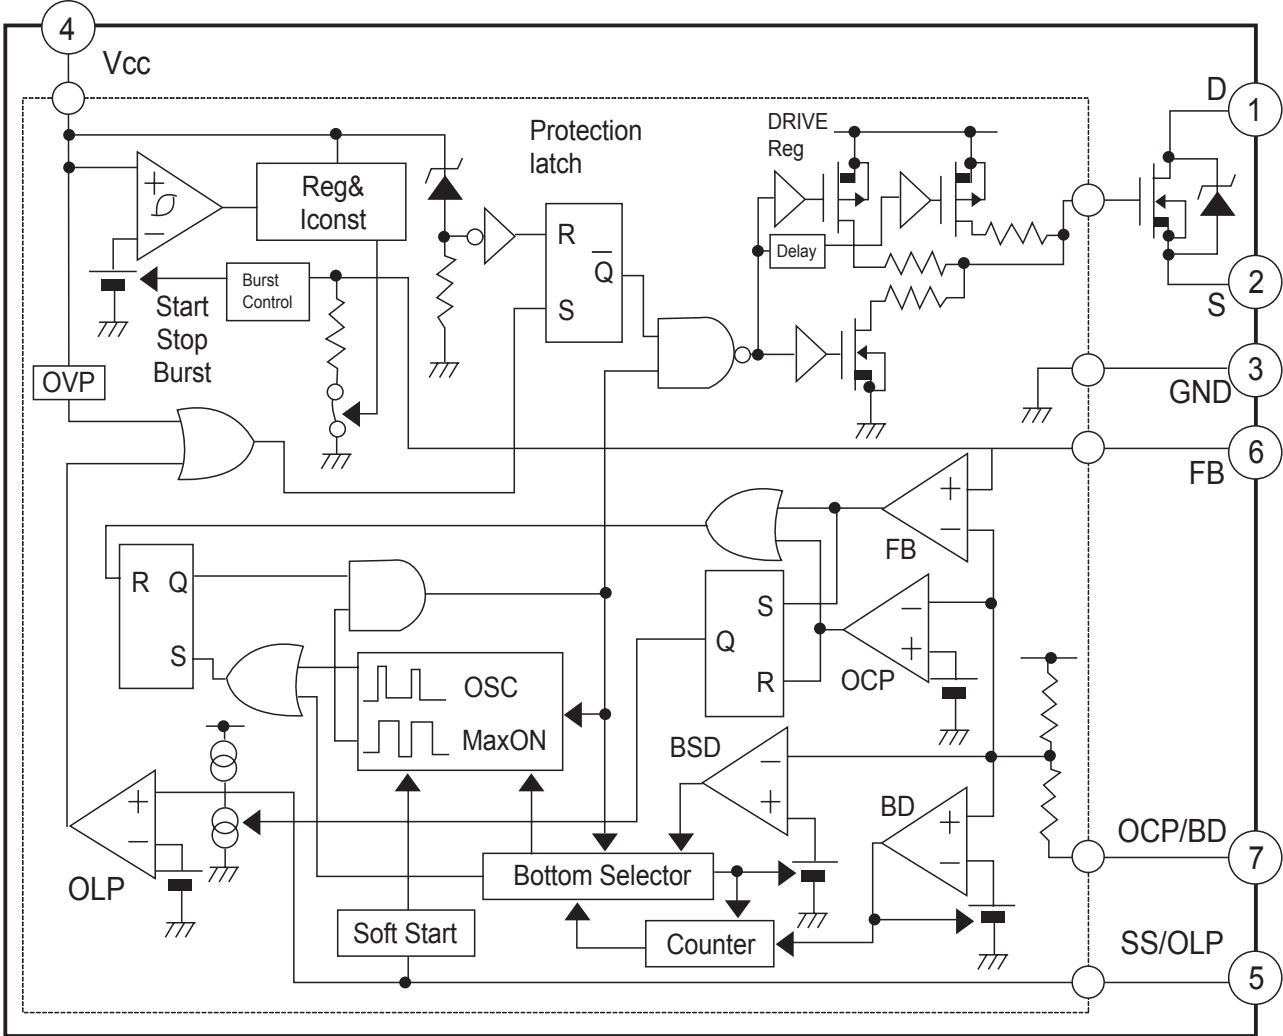 4
Vcc
D
1
Protection
latch
DRIVE
Reg
Reg&
Iconst
+
−
R
Q
S
Delay
Burst
Control
Start
Stop
Burst
2
S
OVP
3
GND
6
FB
+
−
FB
R Q
S
S
Q
R
−
+
OCP
OSC
MaxON
BSD
−
+
BD
+
−
+
−
OLP
OCP/BD
7
Bottom Selector
Soft Start
Counter
SS/OLP
5